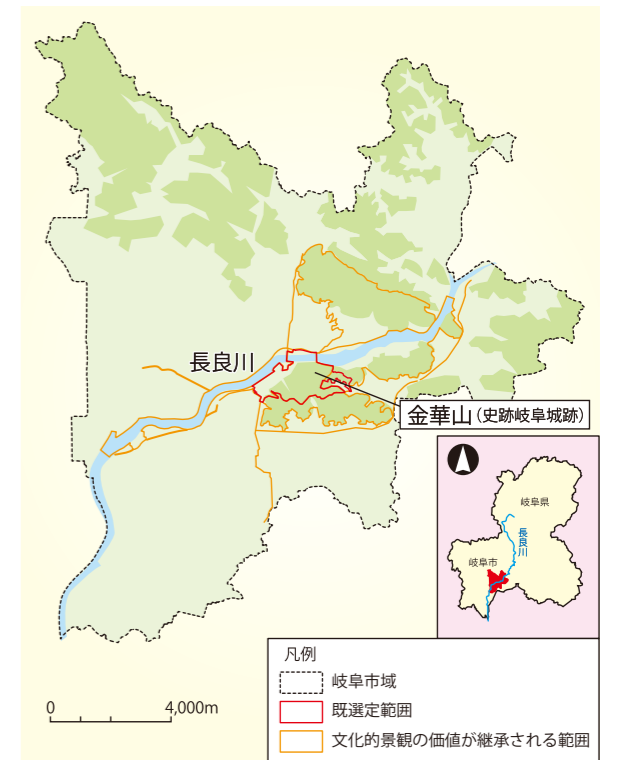 長良川
金華山（史跡岐阜城跡）
岐阜県
長良川
岐阜市
凡例
岐阜市域
既選定範囲
文化的景観の価値が継承される範囲
0 4,000m